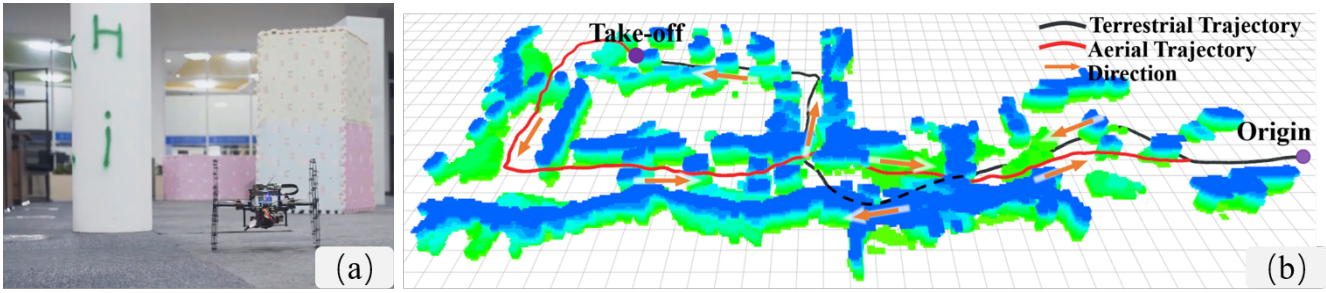 H
i
(a)
Take-off
Terrestrial Trajectory
Aerial Trajectory
Direction
Origin
(b)